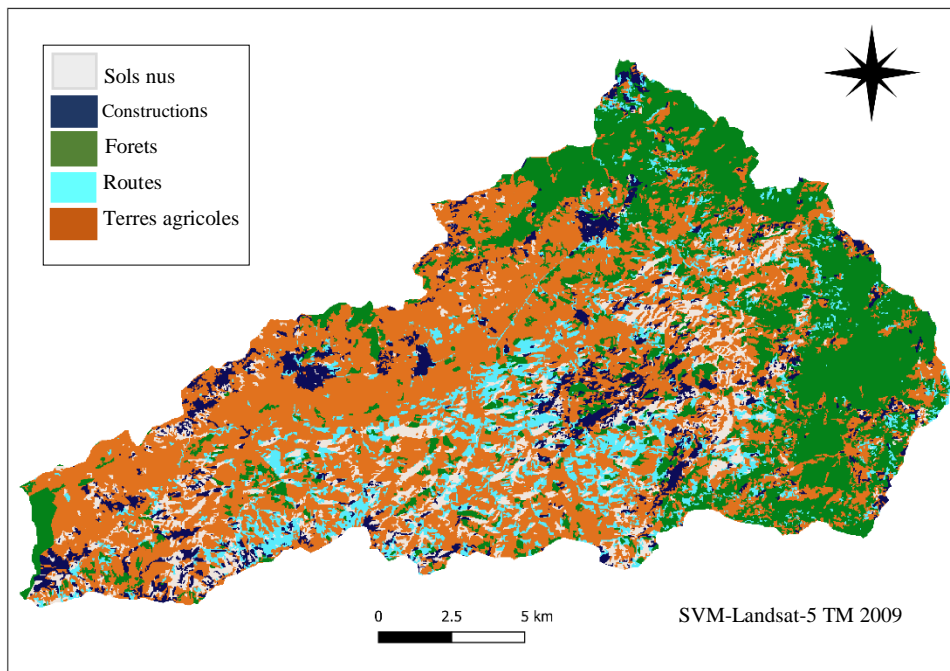 Sols nus
Constructions
Forets
Routes
Terres agricoles
0 2.5 5 km
SVM-Landsat-5 TM 2009